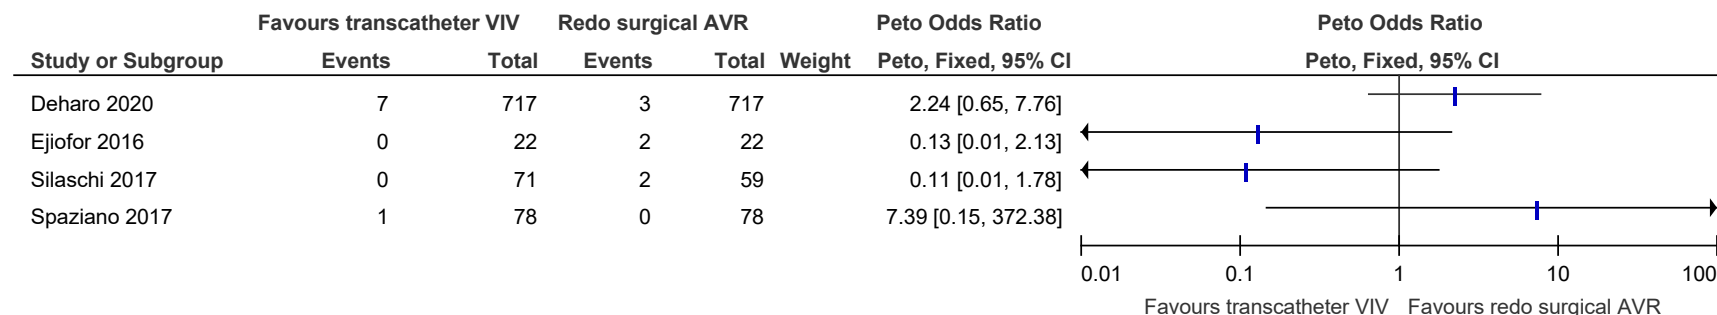 Favours transcatheter VIV Redo surgical AVR Peto Odds Ratio Peto Odds Ratio
Study or Subgroup Events Total Events Total Weight Peto, Fixed, 95% CI Peto, Fixed, 95% CI
Deharo 2020 7 717 3 717 2.24 [0.65, 7.76]
Ejiofor 2016 0 22 2 22 0.13 [0.01, 2.13]
Silaschi 2017 0 71 2 59 0.11 [0.01, 1.78]
Spaziano 2017 1 78 0 78 7.39 [0.15, 372.38]
0.01 0.1 1 10 100
Favours transcatheter VIV Favours redo surgical AVR